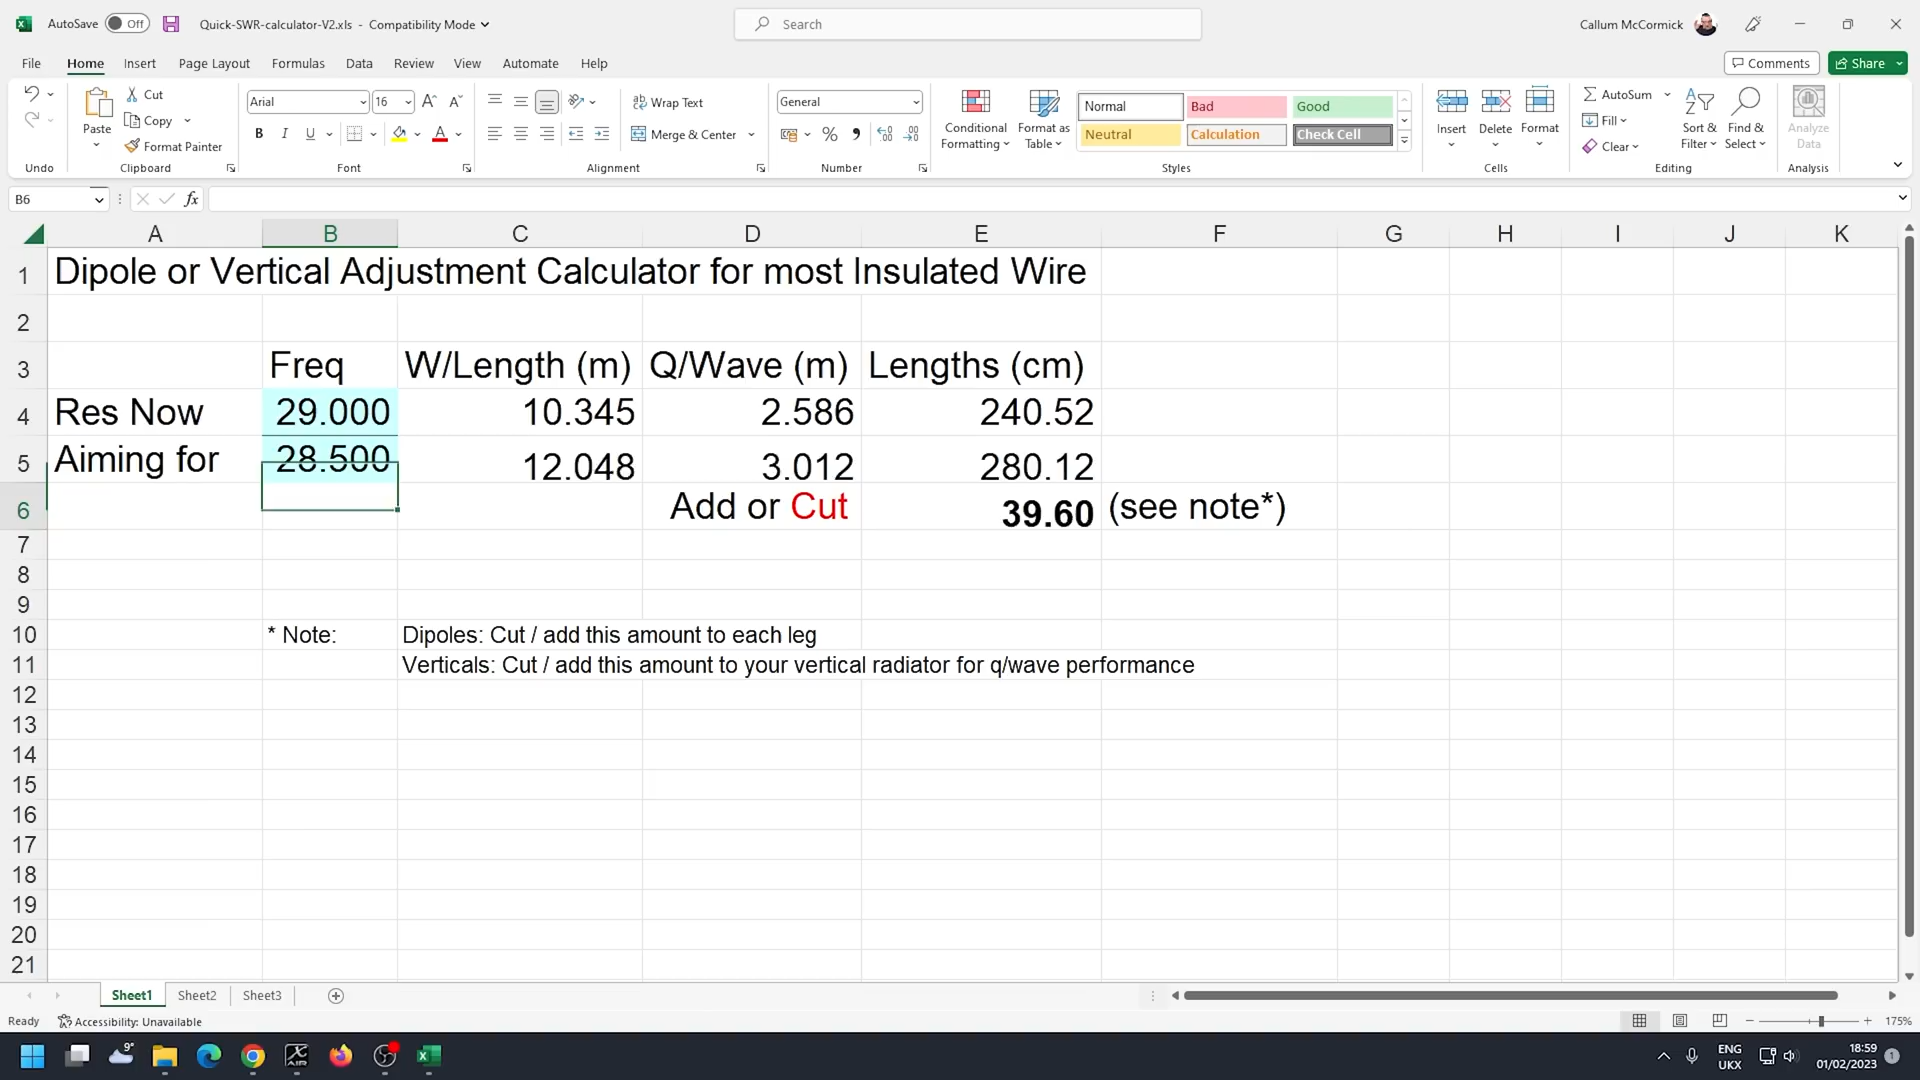 AutoSave Off Quick-SWR-calculator-V2.xls - Compatibility Mode Search Callum McCormick
File Home Insert Page Layout Formulas Data Review View Automate Help Comments Share
Paste Cut Copy Format Painter
Arial 16 Wrap Text Merge & Center General
B I U A
Conditional Formatting Format as Table
Normal Bad Good
Neutral Calculation Check Cell
Insert Delete Format
AutoSum Fill Clear Sort & Filter Find & Select Analyze Data
Undo Clipboard Font Alignment Number Styles Cells Editing Analysis
B6 fx
A B C D E F G H I J K
1 Dipole or Vertical Adjustment Calculator for most Insulated Wire
2
3 Freq W/Length (m) Q/Wave (m) Lengths (cm)
4 Res Now 29.000 10.345 2.586 240.52
5 Aiming for 28.500 12.048 3.012 280.12
6 Add or Cut 39.60 (see note*)
7
8
9
10 * Note: Dipoles: Cut / add this amount to each leg
11 Verticals: Cut / add this amount to your vertical radiator for q/wave performance
12
13
14
15
16
17
18
19
20
21
Sheet1 Sheet2 Sheet3
Ready Accessibility: Unavailable 175%
9° AIR ENG 18:59
UKX 01/02/2023 1